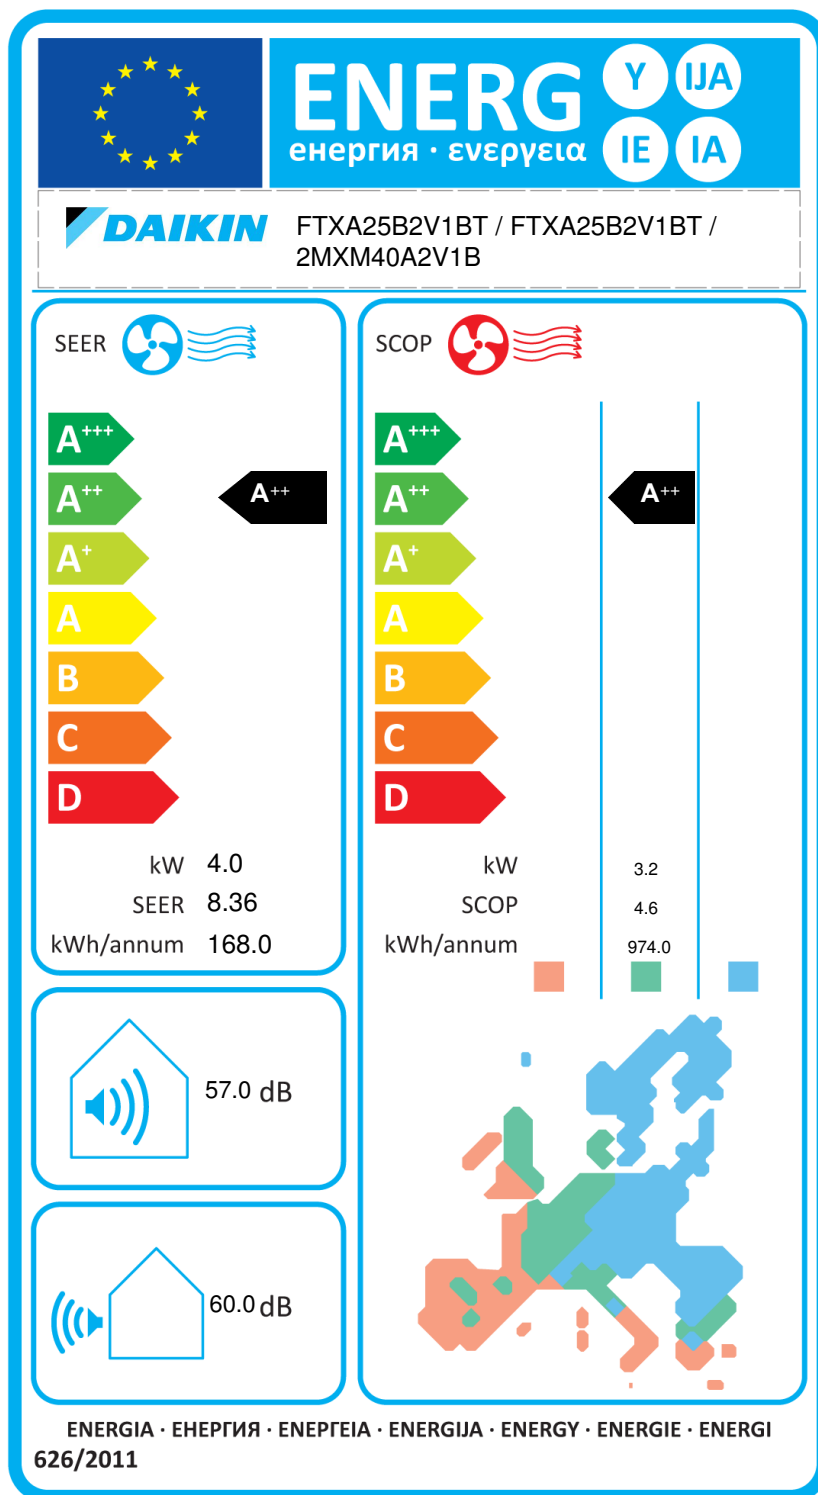 ENERG
енергия · ενεργεια
Y IJA
IE IA
DAIKIN
FTXA25B2V1BT / FTXA25B2V1BT /
2MXM40A2V1B
SEER
A+++
A++
A++
A+
A
B
C
D
kW 4.0
SEER 8.36
kWh/annum 168.0
SCOP
A+++
A++
A++
A+
A
B
C
D
kW 3.2
SCOP 4.6
kWh/annum 974.0
57.0 dB
60.0 dB
ENERGIA · ЕНЕРГИЯ · ΕΝΕΡΓΕΙΑ · ENERGIJA · ENERGY · ENERGIE · ENERGI
626/2011